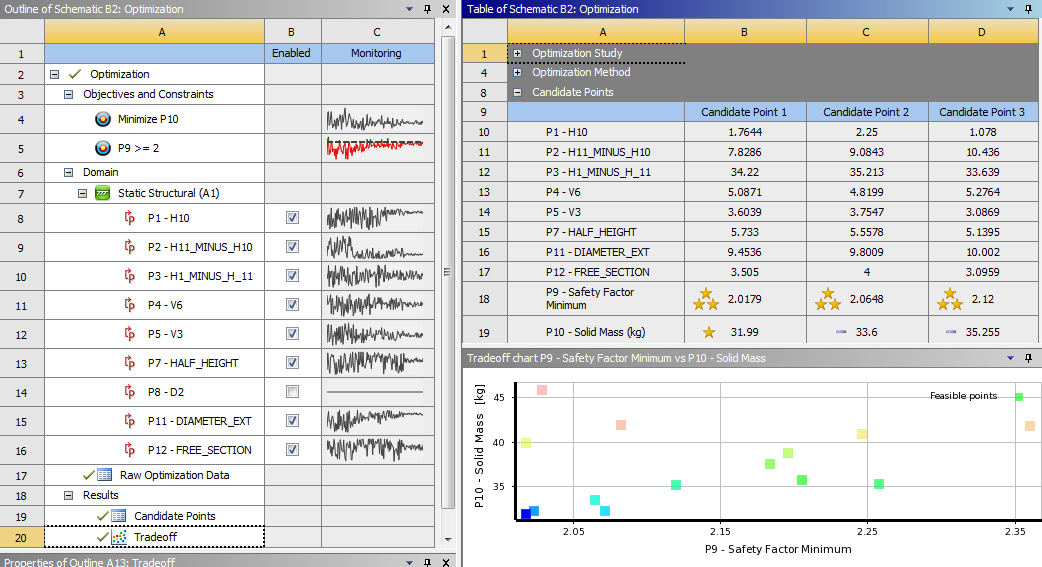 Outline of Schematic B2: Optimization
A B C
1 Enabled Monitoring
2 Optimization
3 Objectives and Constraints
4 Minimize P10
5 P9 >= 2
6 Domain
7 Static Structural (A1)
8 P1 - H10
9 P2 - H11_MINUS_H10
10 P3 - H1_MINUS_H_11
11 P4 - V6
12 P5 - V3
13 P7 - HALF_HEIGHT
14 P8 - D2
15 P11 - DIAMETER_EXT
16 P12 - FREE_SECTION
17 Raw Optimization Data
18 Results
19 Candidate Points
20 Tradeoff
Properties of Outline A13: Tradeoff
Table of Schematic B2: Optimization
A B C D
1 Optimization Study
4 Optimization Method
8 Candidate Points
9 Candidate Point 1 Candidate Point 2 Candidate Point 3
10 P1 - H10 1.7644 2.25 1.078
11 P2 - H11_MINUS_H10 7.8286 9.0843 10.436
12 P3 - H1_MINUS_H_11 34.22 35.213 33.639
13 P4 - V6 5.0871 4.8199 5.2764
14 P5 - V3 3.6039 3.7547 3.0869
15 P7 - HALF_HEIGHT 5.733 5.5578 5.1395
16 P11 - DIAMETER_EXT 9.4536 9.8009 10.002
17 P12 - FREE_SECTION 3.505 4 3.0959
18 P9 - Safety Factor
Minimum 2.0179 2.0648 2.12
19 P10 - Solid Mass (kg) 31.99 33.6 35.255
Tradeoff chart P9 - Safety Factor Minimum vs P10 - Solid Mass
P10 - Solid Mass [kg]
45
40
35
Feasible points
2.05 2.15 2.25 2.35
P9 - Safety Factor Minimum